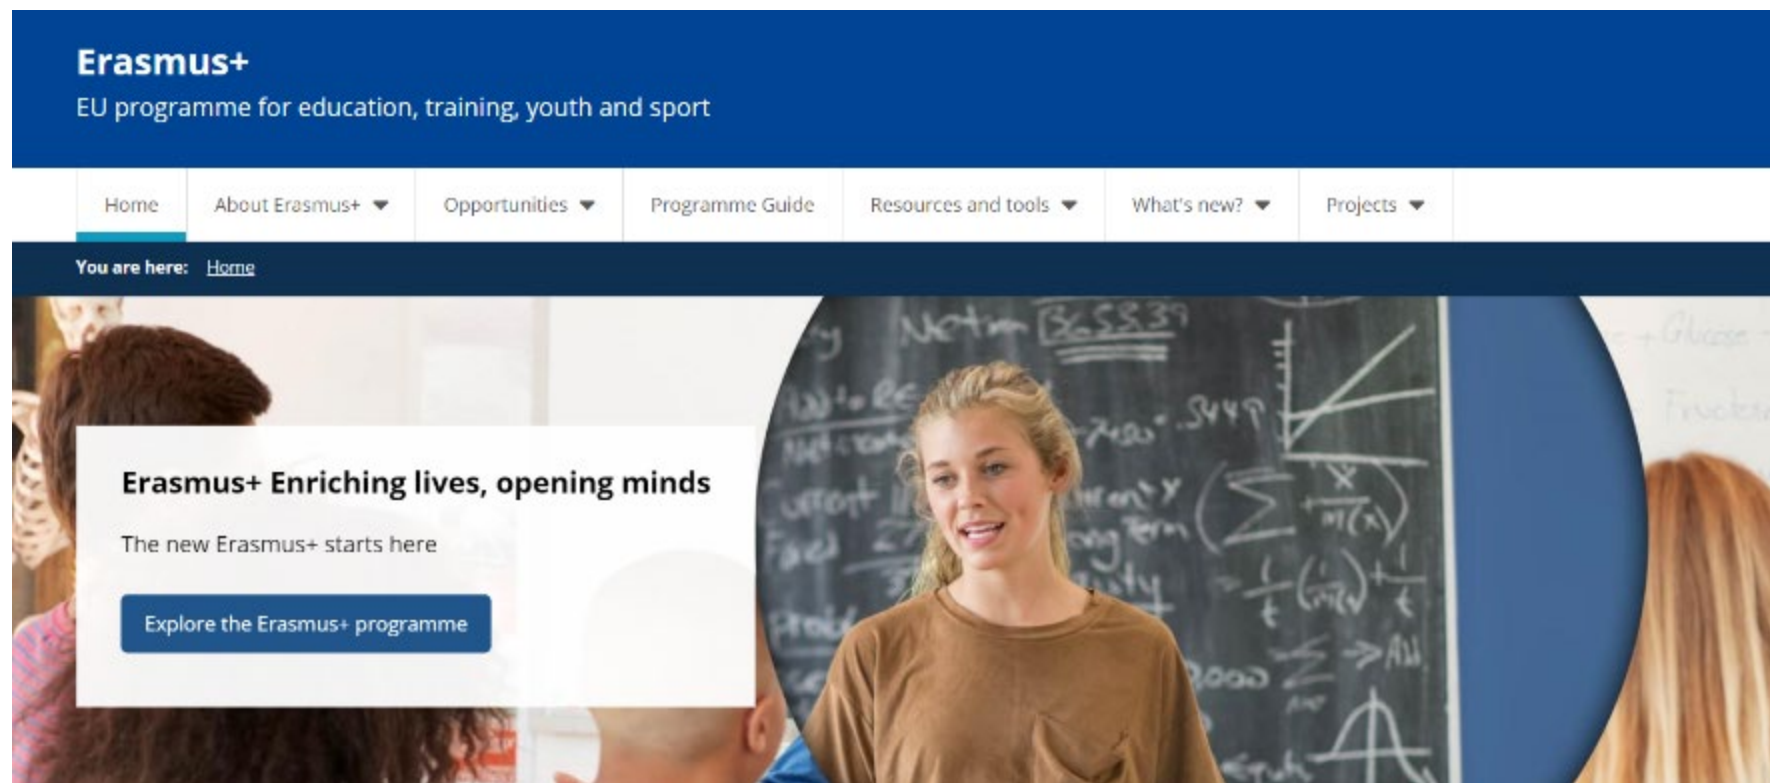 Erasmus+
EU programme for education, training, youth and sport
Home
About Erasmus+
Opportunities
Programme Guide
Resources and tools
What's new?
Projects
You are here: Home
Erasmus+ Enriching lives, opening minds
The new Erasmus+ starts here
Explore the Erasmus+ programme
Glucose
365339